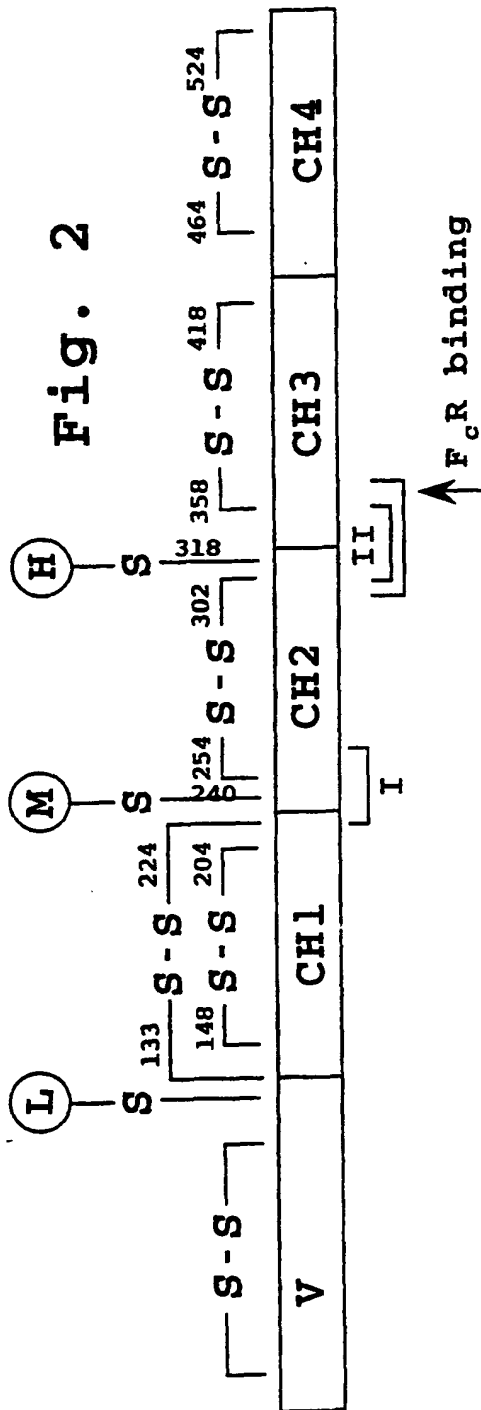 Fig. 2
L
M
H
S
S
S
S - S
133 S - S 224
148 S - S 204
240
254 S - S 302
318
358 S - S 418
464 S - S 524
V
CH1
CH2
CH3
CH4
I
II
FcR binding